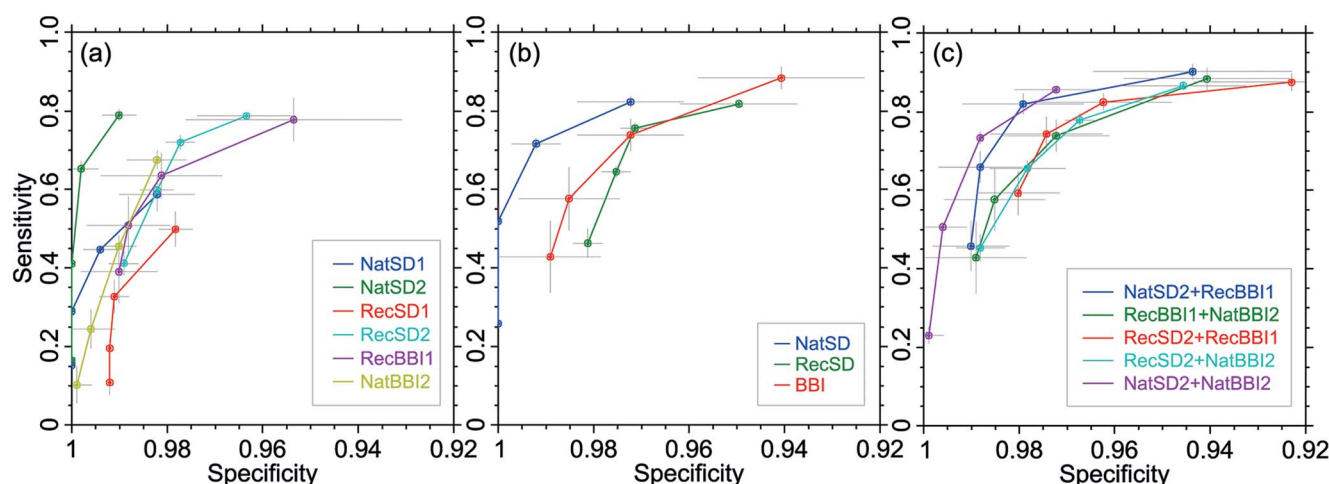 (a)
Sensitivity
1.0
0.8
0.6
0.4
0.2
0
NatSD1
NatSD2
RecSD1
RecSD2
RecBBI1
NatBBI2
1 0.98 0.96 0.94 0.92
Specificity
(b)
1.0
0.8
0.6
0.4
0.2
0
NatSD
RecSD
BBI
1 0.98 0.96 0.94 0.92
Specificity
(c)
1.0
0.8
0.6
0.4
0.2
0
NatSD2+RecBBI1
RecBBI1+NatBBI2
RecSD2+RecBBI1
RecSD2+NatBBI2
NatSD2+NatBBI2
1 0.98 0.96 0.94 0.92
Specificity